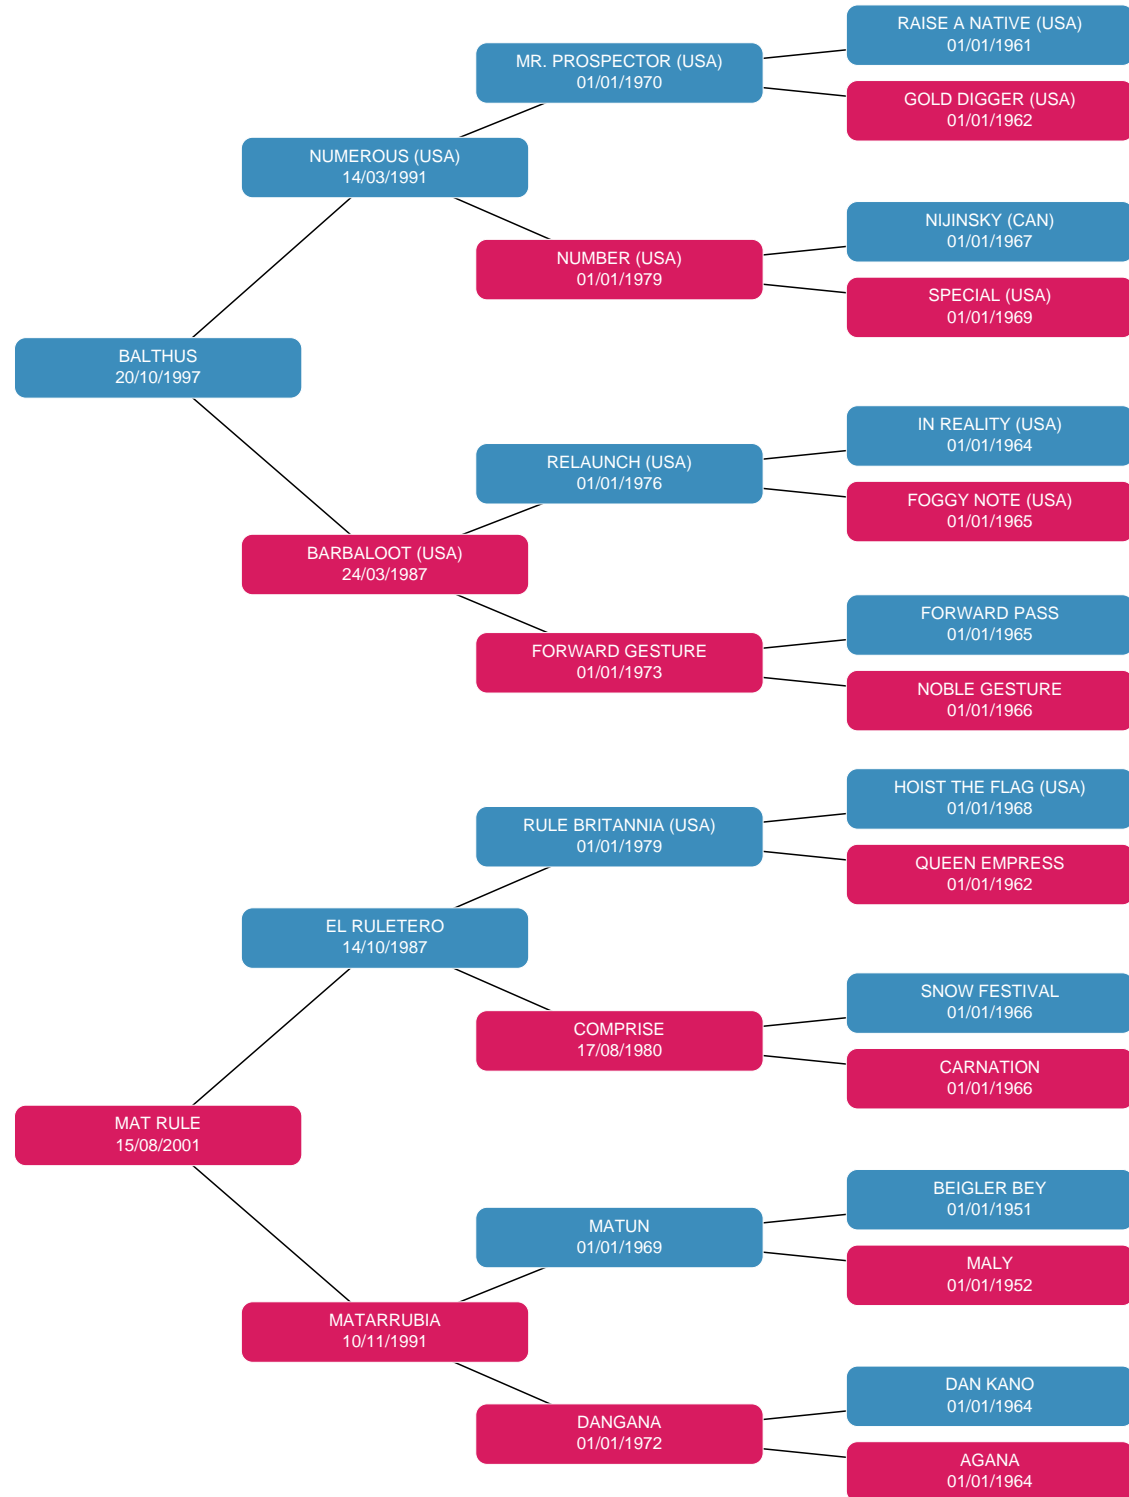 RAISE A NATIVE (USA)
01/01/1961
MR. PROSPECTOR (USA)
01/01/1970
GOLD DIGGER (USA)
01/01/1962
NUMEROUS (USA)
14/03/1991
NIJINSKY (CAN)
01/01/1967
NUMBER (USA)
01/01/1979
SPECIAL (USA)
01/01/1969
BALTHUS
20/10/1997
IN REALITY (USA)
01/01/1964
RELAUNCH (USA)
01/01/1976
FOGGY NOTE (USA)
01/01/1965
BARBALOOT (USA)
24/03/1987
FORWARD PASS
01/01/1965
FORWARD GESTURE
01/01/1973
NOBLE GESTURE
01/01/1966
HOIST THE FLAG (USA)
01/01/1968
RULE BRITANNIA (USA)
01/01/1979
QUEEN EMPRESS
01/01/1962
EL RULETERO
14/10/1987
SNOW FESTIVAL
01/01/1966
COMPRISE
17/08/1980
CARNATION
01/01/1966
MAT RULE
15/08/2001
BEIGLER BEY
01/01/1951
MATUN
01/01/1969
MALY
01/01/1952
MATARRUBIA
10/11/1991
DAN KANO
01/01/1964
DANGANA
01/01/1972
AGANA
01/01/1964